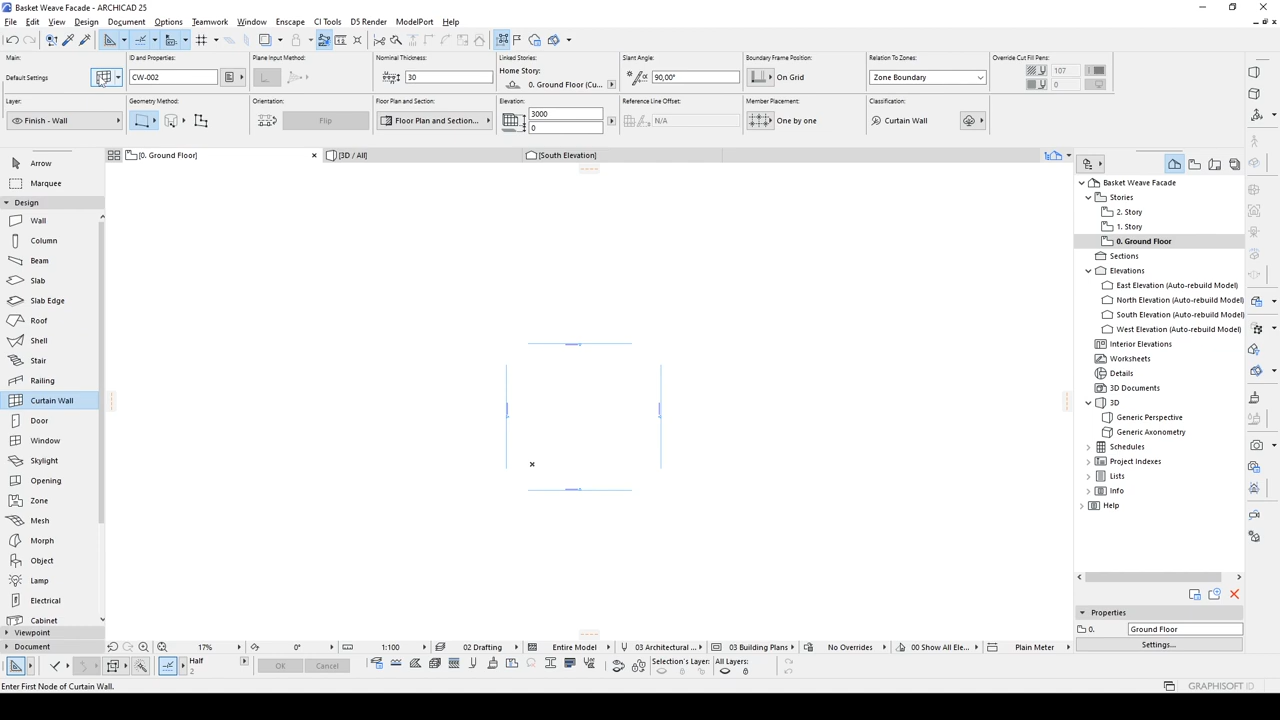 Basket Weave Facade - ARCHICAD 25
File Edit View Design Document Options Teamwork Window Enscape CI Tools D5 Render ModelPort Help
Main: ID and Properties: Plane Input Method: Nominal Thickness: Linked Stories: Slant Angle: Boundary Frame Position: Relation To Zones: Override Cut Fill Pens:
Default Settings CW-002 30 Home Story: 90,00° On Grid Zone Boundary 107
0. Ground Floor (Cu... 1
Layer: Geometry Method: Orientation: Floor Plan and Section: Elevation: Reference Line Offset: Member Placement: Classification:
Finish - Wall Flip Floor Plan and Section... 3000 N/A One by one Curtain Wall
0
[0. Ground Floor] [3D / All] [South Elevation]
Arrow
Marquee
Design
Wall
Column
Beam
Slab
Slab Edge
Roof
Shell
Stair
Railing
Curtain Wall
Door
Window
Skylight
Opening
Zone
Mesh
Morph
Object
Lamp
Electrical
Cabinet
Viewpoint
Document
Basket Weave Facade
Stories
2. Story
1. Story
0. Ground Floor
Sections
Elevations
East Elevation (Auto-rebuild Model)
North Elevation (Auto-rebuild Model)
South Elevation (Auto-rebuild Model)
West Elevation (Auto-rebuild Model)
Interior Elevations
Worksheets
Details
3D Documents
3D
Generic Perspective
Generic Axonometry
Schedules
Project Indexes
Lists
Info
Help
Properties
0. Ground Floor
Settings...
17% 0° 1:100 02 Drafting Entire Model 03 Architectural ... 03 Building Plans No Overrides 00 Show All Ele... Plain Meter
Half
2
OK Cancel Selection's Layer: All Layers:
Enter First Node of Curtain Wall.
GRAPHISOFT ID